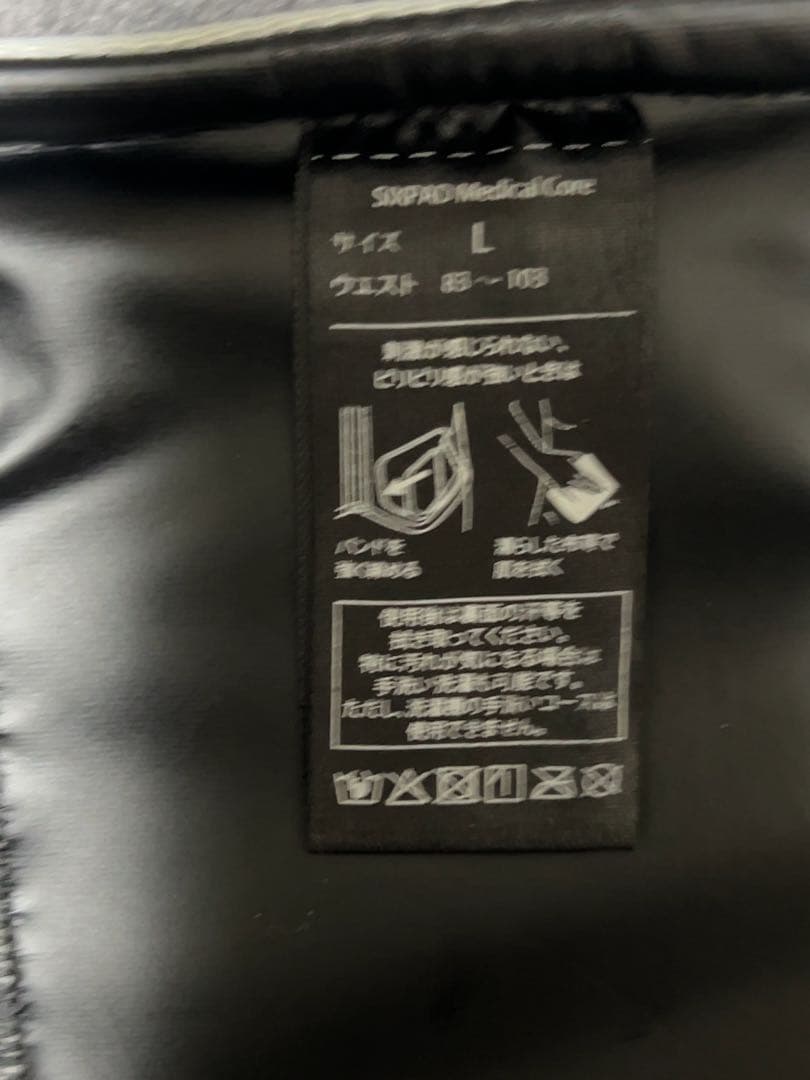 SIXPAD Medical Core
サイズ L
ウエスト 83～103
刺激が感じられない、
ピリピリ感が強いときは
バンドを
強く締める
濡らした布等で
肌をふく
使用後は裏面の汗等を
拭き取ってください。
特に汚れが気になる場合は
手洗い洗濯も可能です。
ただし、洗濯機の手洗いコースは
使用できません。